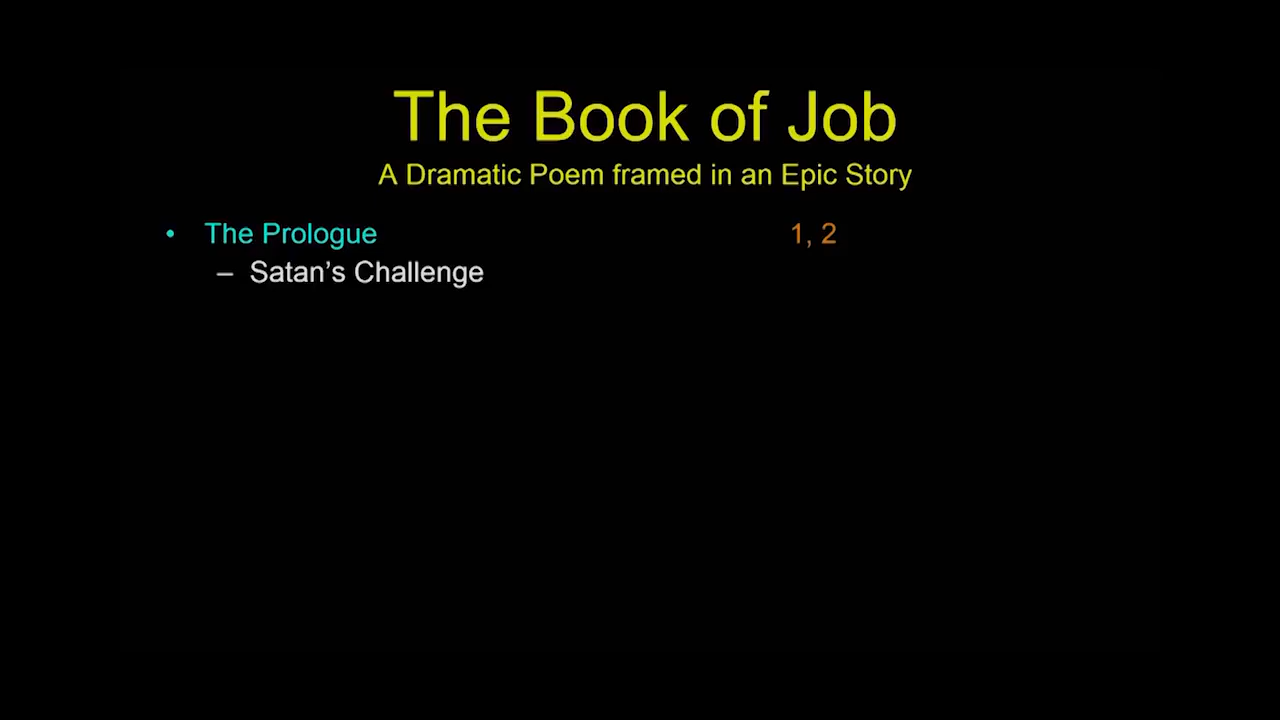 The Book of Job
A Dramatic Poem framed in an Epic Story
• The Prologue 1, 2
– Satan’s Challenge